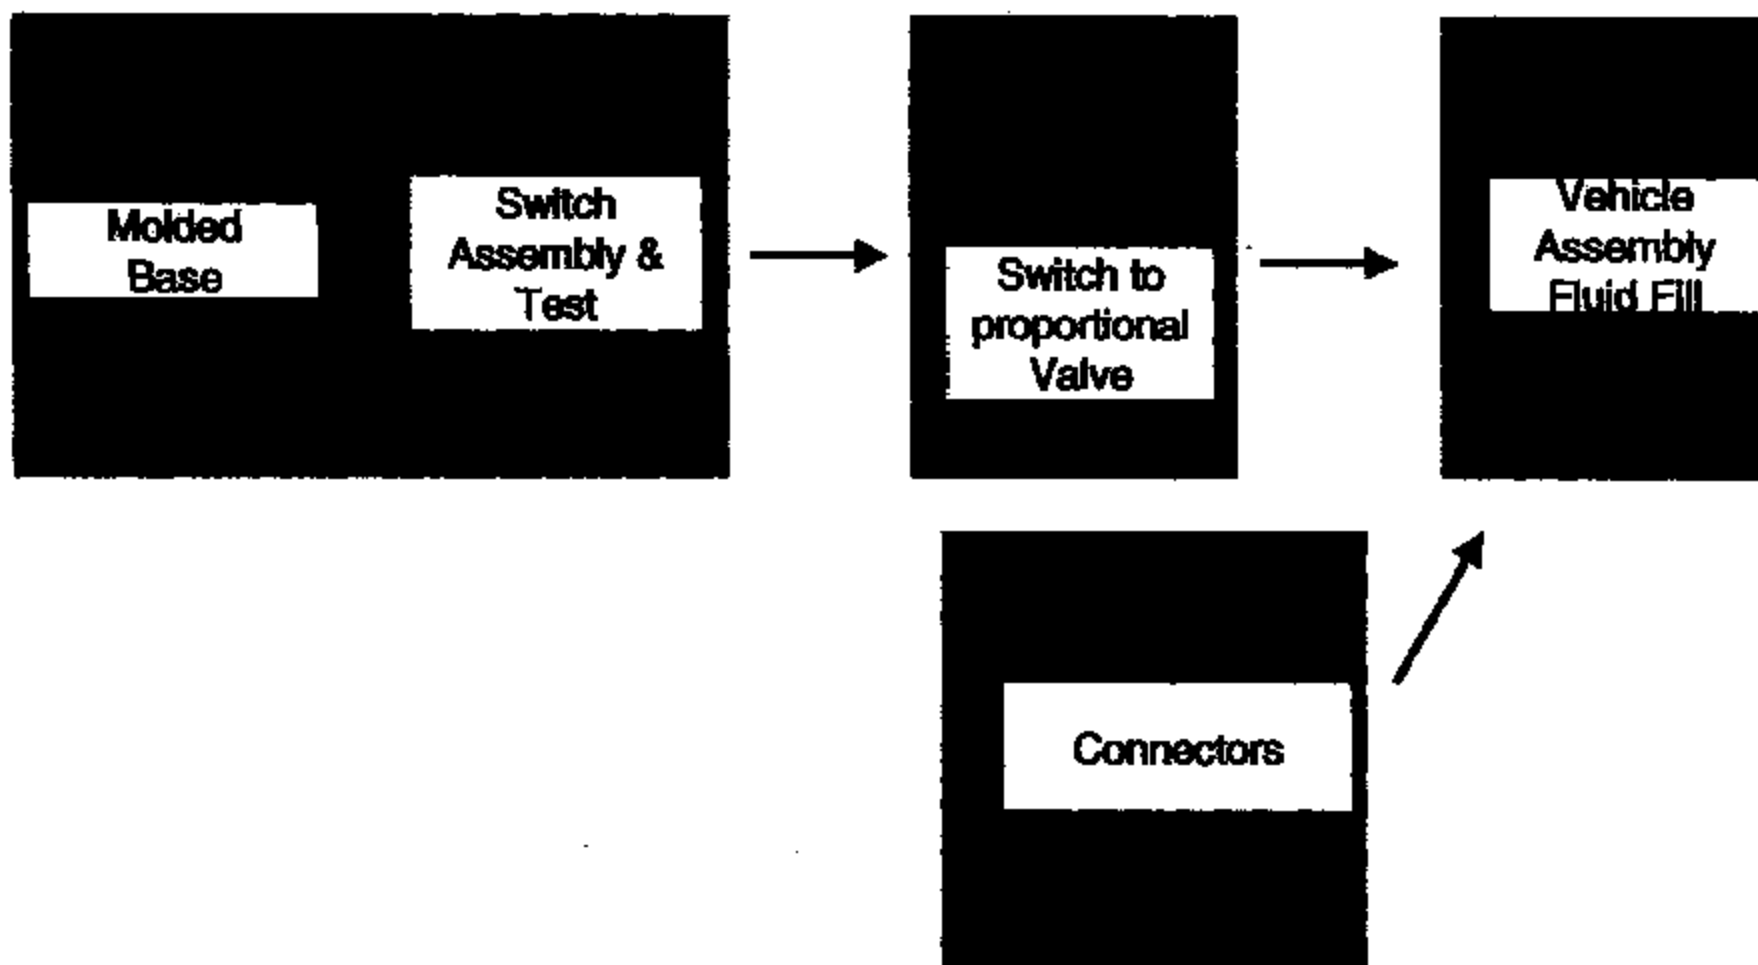 Molded
Base
Switch
Assembly &
Test
Switch to
proportional
Valve
Vehicle
Assembly
Fluid Fill
Connectors